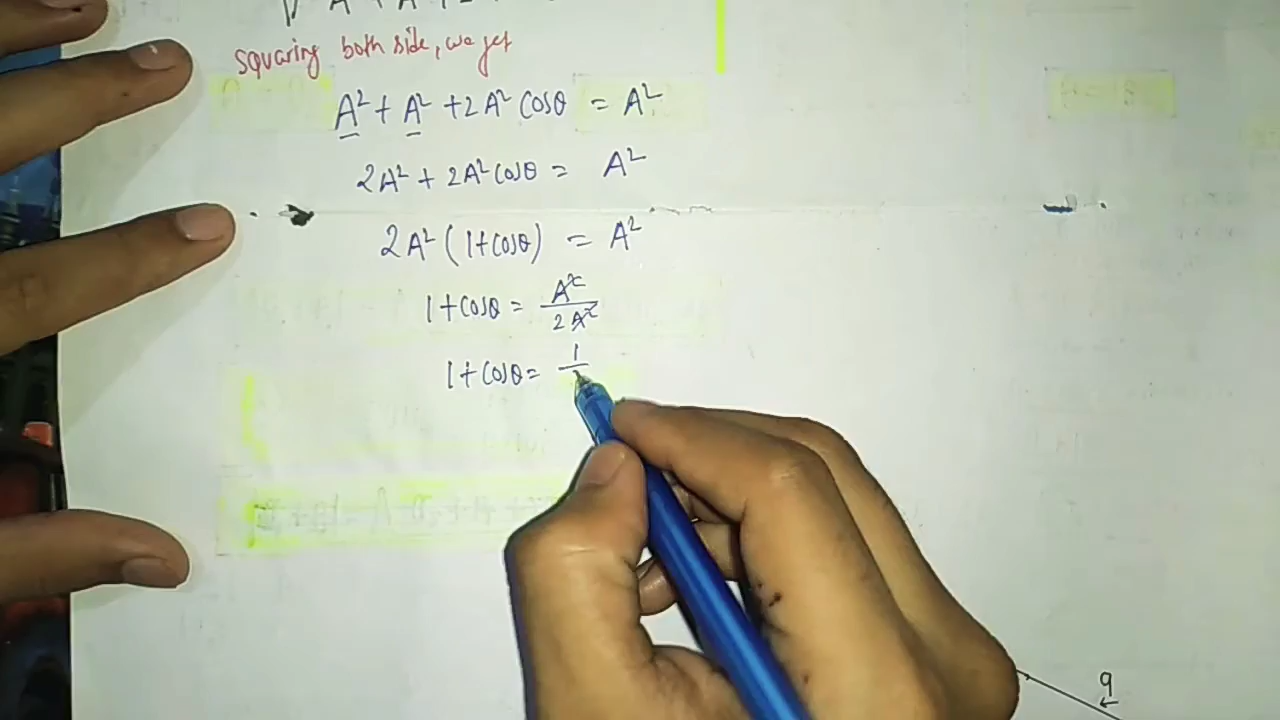 squaring both side, we get
A² + A² + 2A² cosθ = A²
2A² + 2A² cosθ = A²
2A² (1+cosθ) = A²
1+cosθ = A²/2A²
1+cosθ = 1/
q